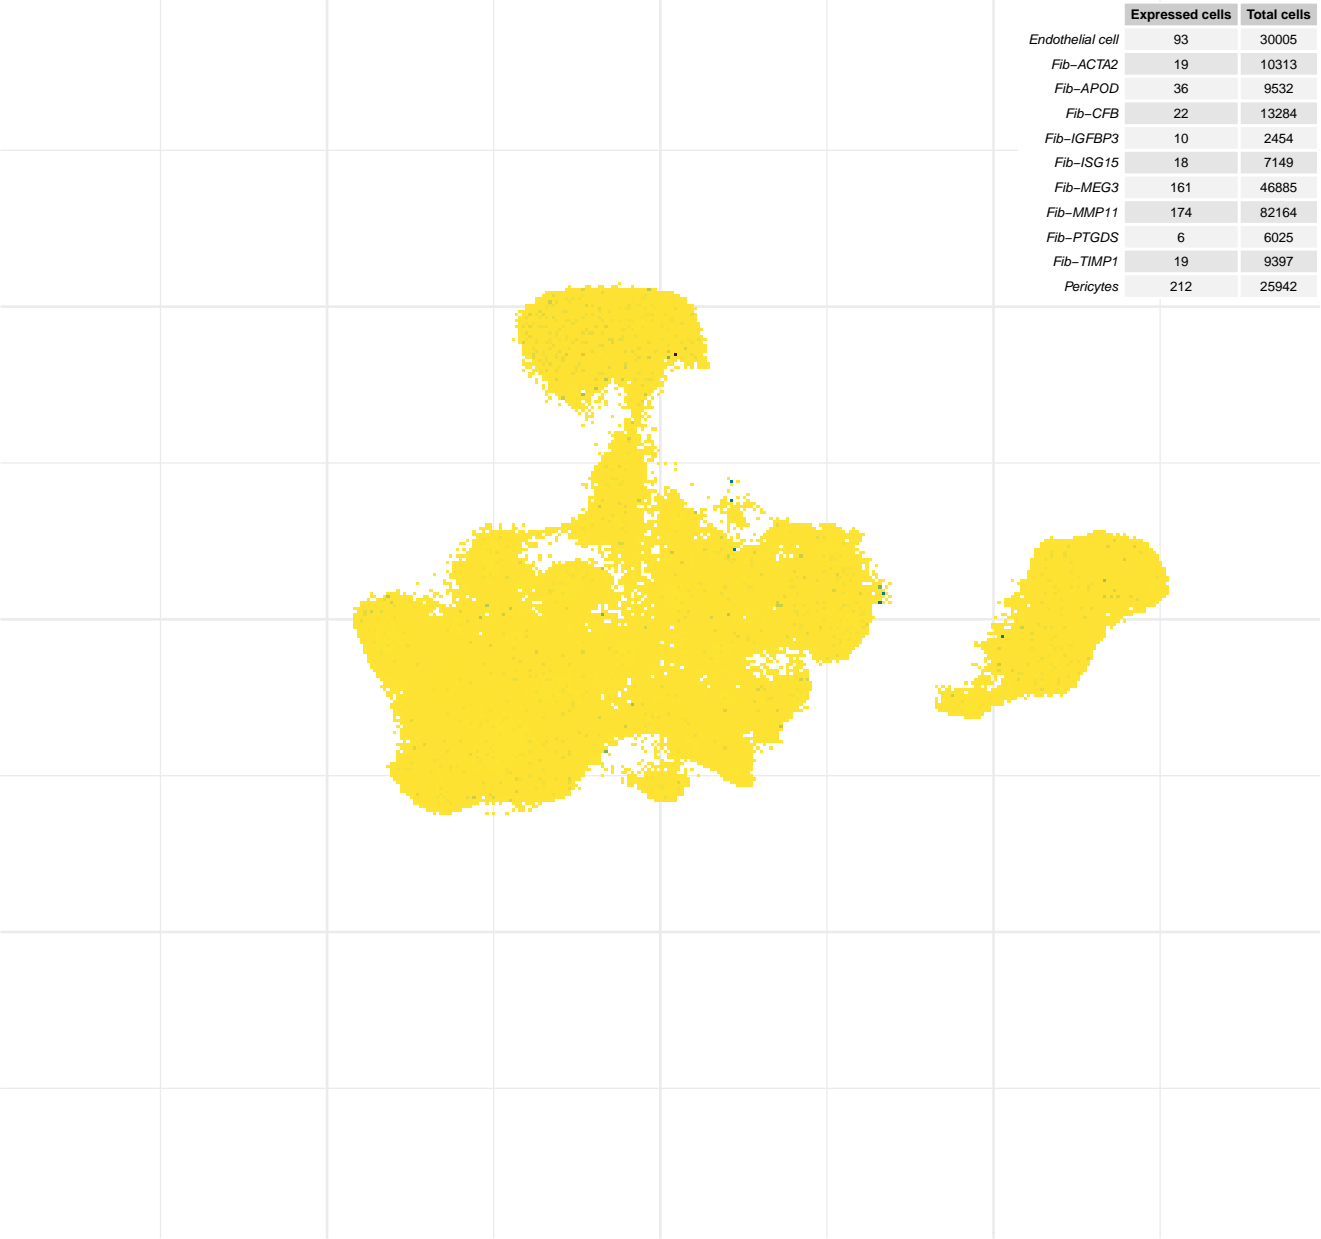 Expressed cells Total cells
Endothelial cell 93 30005
Fib−ACTA2 19 10313
Fib−APOD 36 9532
Fib−CFB 22 13284
Fib−IGFBP3 10 2454
Fib−ISG15 18 7149
Fib−MEG3 161 46885
Fib−MMP11 174 82164
Fib−PTGDS 6 6025
Fib−TIMP1 19 9397
Pericytes 212 25942